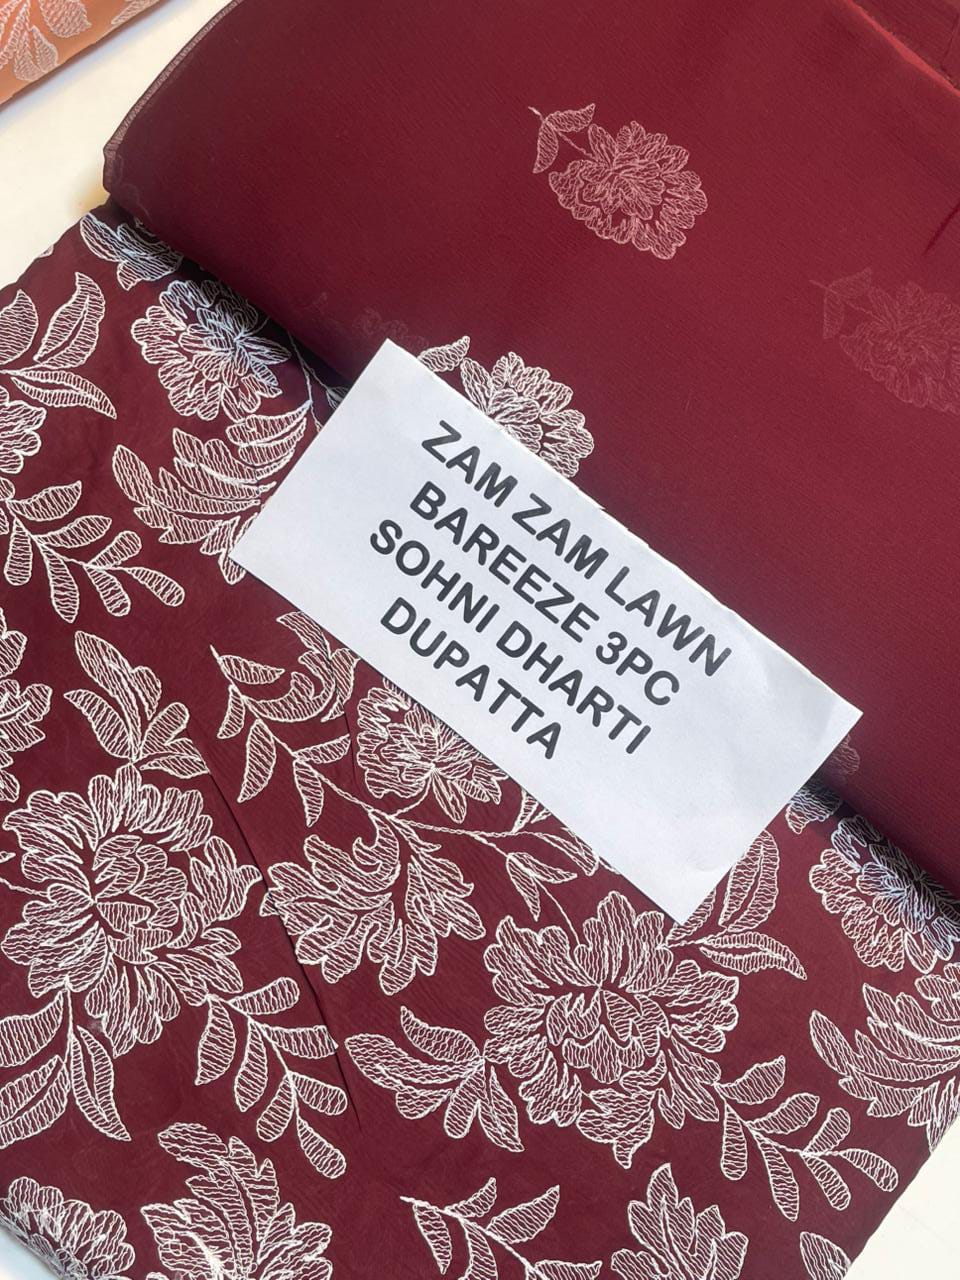 ZAM ZAM LAWN
BAREEZE 3PC
SOHNI DHARTI
DUPATTA